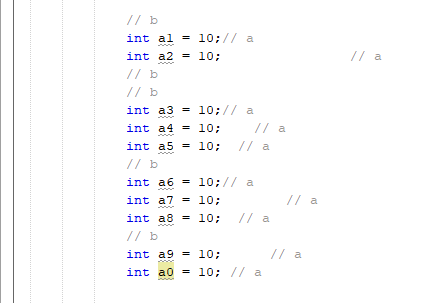 // b
int a1 = 10;// a
int a2 = 10;                // a
// b
// b
int a3 = 10;// a
int a4 = 10;    // a
int a5 = 10;  // a
// b
int a6 = 10;// a
int a7 = 10;        // a
int a8 = 10;  // a
// b
int a9 = 10;      // a
int a0 = 10; // a